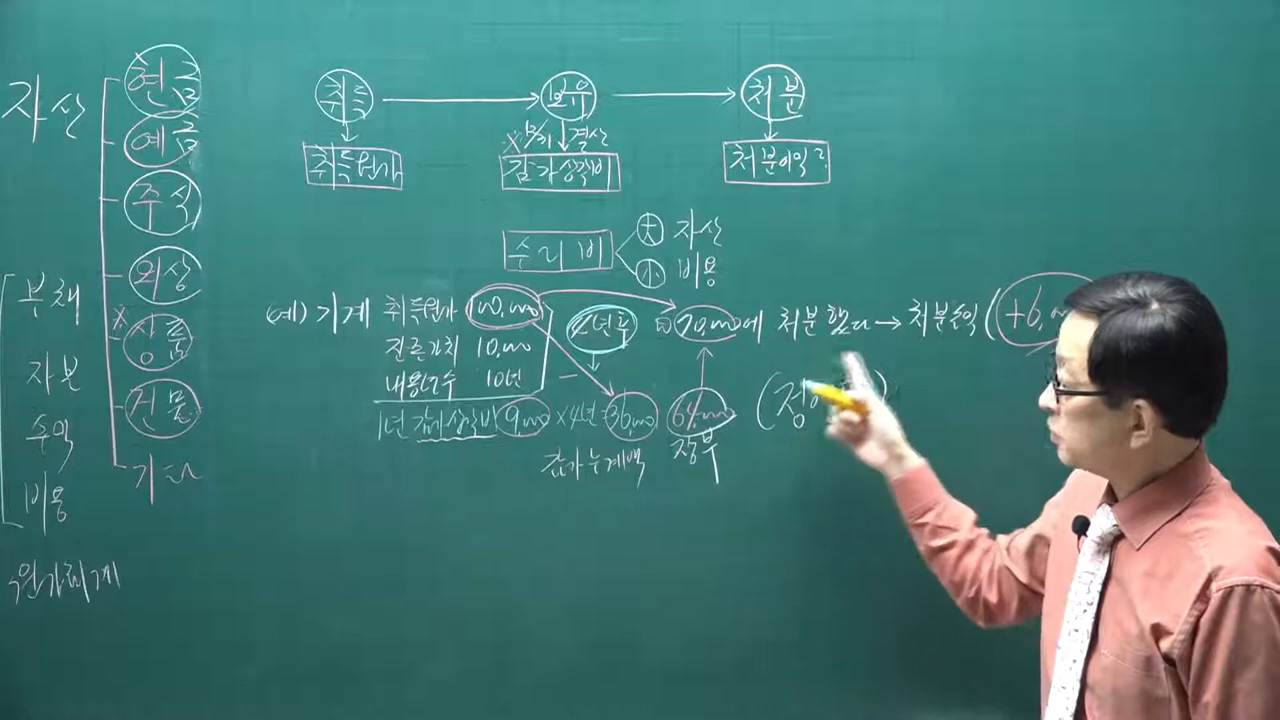 자산
현금
예금
주식
외상
상품
건물
기계
부채
자본
수익
비용
원가회계
취득 → 보유 → 처분
※ 12/31 결산
취득원가 감가상각비 처분이익?
수리비 大 자산
小 비용
(예) 기계 취득원가 100,000 4년 후 70,000에 처분했다 → 처분손익 (+6,
잔존가치 10,000
내용연수 10년
1년 감가상각비 9,000 × 4년 = 36,000 64,000
감가누계액 장부